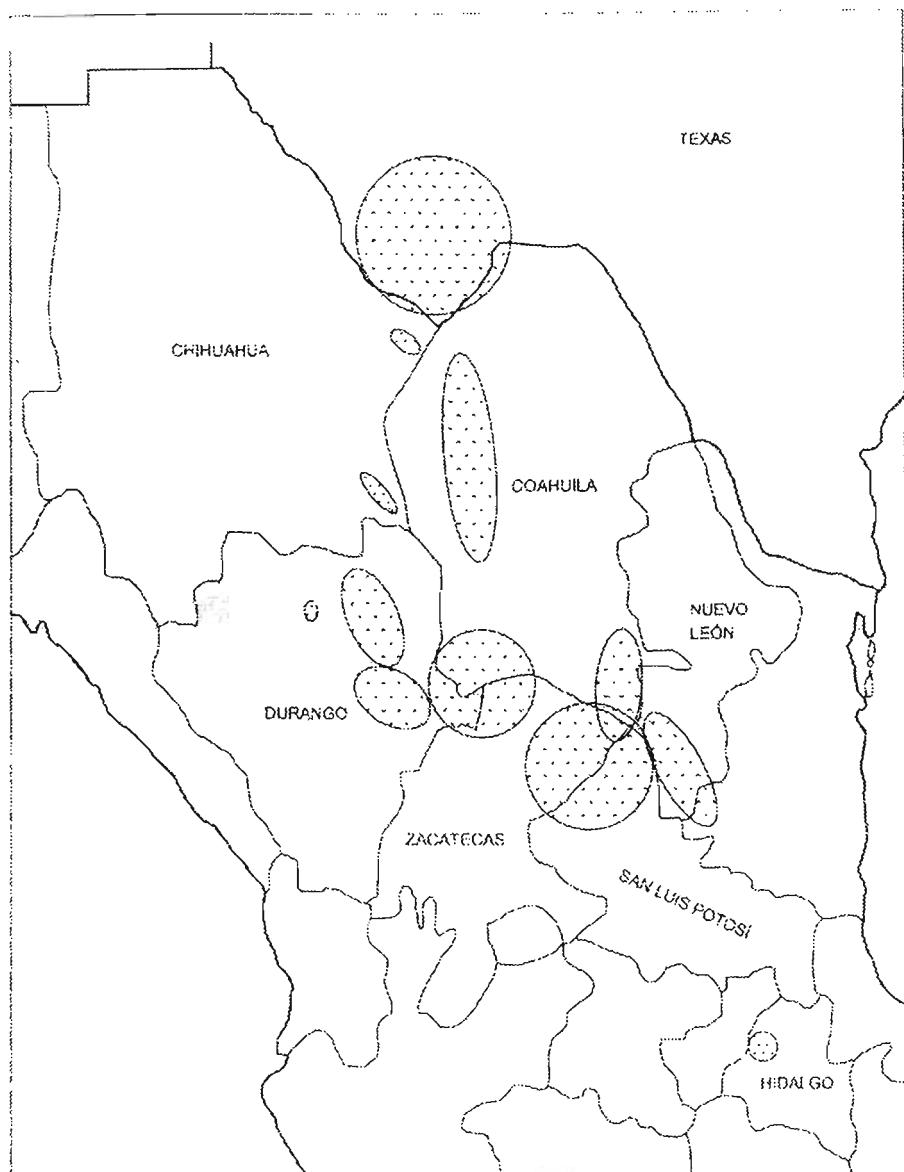 TEXAS
CHIHUAHUA
COAHUILA
NUEVO
LEÓN
DURANGO
ZACATECAS
SAN LUIS POTOSÍ
HIDALGO